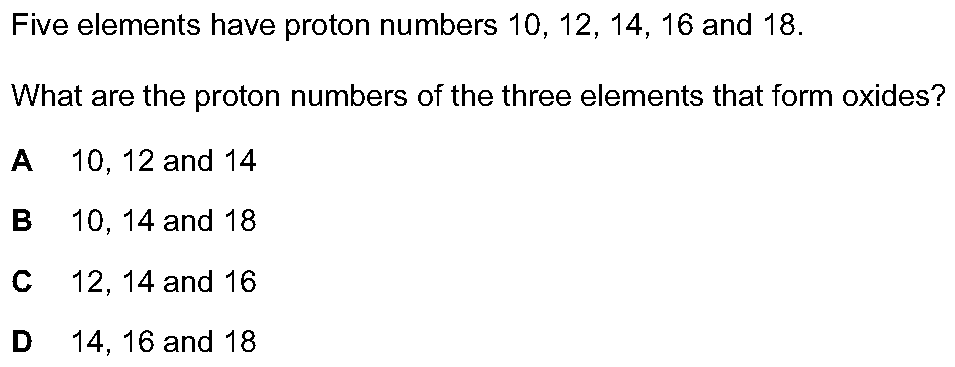 Five elements have proton numbers 10, 12, 14, 16 and 18.
What are the proton numbers of the three elements that form oxides?
A 10, 12 and 14
B 10, 14 and 18
C 12, 14 and 16
D 14, 16 and 18